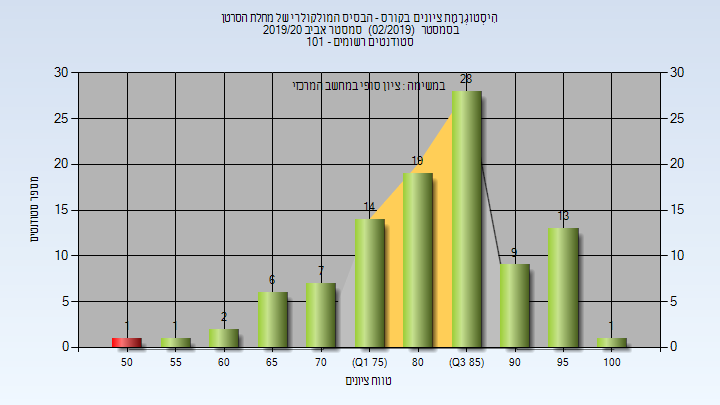 היסטוגרמת ציונים בקורס - הבסיס המולקולרי של מחלת הסרטן
בסמסטר (02/2019) סמסטר אביב 2019/20
סטודנטים רשומים - 101
במשימה : ציון סופי במחשב המרכזי
מספר סטודנטים
30 30
25 25
20 20
15 15
10 10
5 5
0 0
1 1 2 6 7 14 19 28 9 13 1
50 55 60 65 70 (Q1 75) 80 (Q3 85) 90 95 100
טווח ציונים